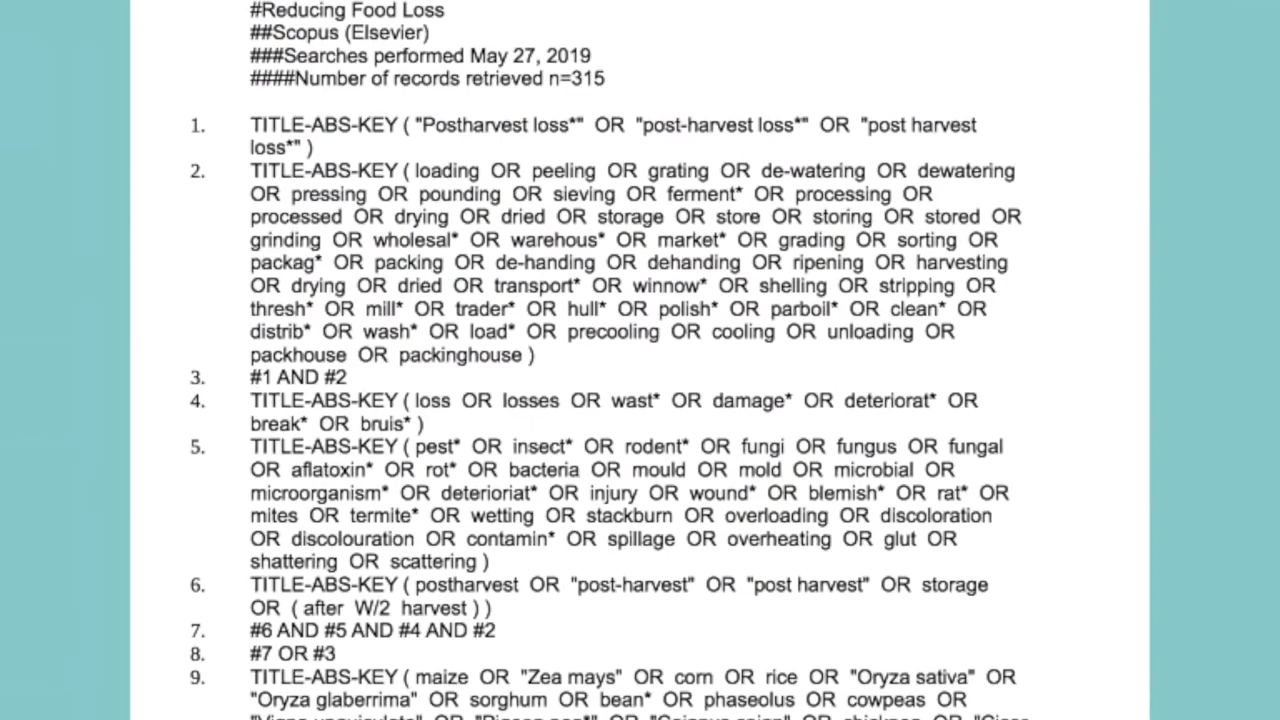 #Reducing Food Loss
##Scopus (Elsevier)
###Searches performed May 27, 2019
####Number of records retrieved n=315
1. TITLE-ABS-KEY ( "Postharvest loss*" OR "post-harvest loss*" OR "post harvest
loss*" )
2. TITLE-ABS-KEY ( loading OR peeling OR grating OR de-watering OR dewatering
OR pressing OR pounding OR sieving OR ferment* OR processing OR
processed OR drying OR dried OR storage OR store OR storing OR stored OR
grinding OR wholesal* OR warehous* OR market* OR grading OR sorting OR
packag* OR packing OR de-handing OR dehanding OR ripening OR harvesting
OR drying OR dried OR transport* OR winnow* OR shelling OR stripping OR
thresh* OR mill* OR trader* OR hull* OR polish* OR parboil* OR clean* OR
distrib* OR wash* OR load* OR precooling OR cooling OR unloading OR
packhouse OR packinghouse )
3. #1 AND #2
4. TITLE-ABS-KEY ( loss OR losses OR wast* OR damage* OR deteriorat* OR
break* OR bruis* )
5. TITLE-ABS-KEY ( pest* OR insect* OR rodent* OR fungi OR fungus OR fungal
OR aflatoxin* OR rot* OR bacteria OR mould OR mold OR microbial OR
microorganism* OR deterioriat* OR injury OR wound* OR blemish* OR rat* OR
mites OR termite* OR wetting OR stackburn OR overloading OR discoloration
OR discolouration OR contamin* OR spillage OR overheating OR glut OR
shattering OR scattering )
6. TITLE-ABS-KEY ( postharvest OR "post-harvest" OR "post harvest" OR storage
OR ( after W/2 harvest ) )
7. #6 AND #5 AND #4 AND #2
8. #7 OR #3
9. TITLE-ABS-KEY ( maize OR "Zea mays" OR corn OR rice OR "Oryza sativa" OR
"Oryza glaberrima" OR sorghum OR bean* OR phaseolus OR cowpeas OR